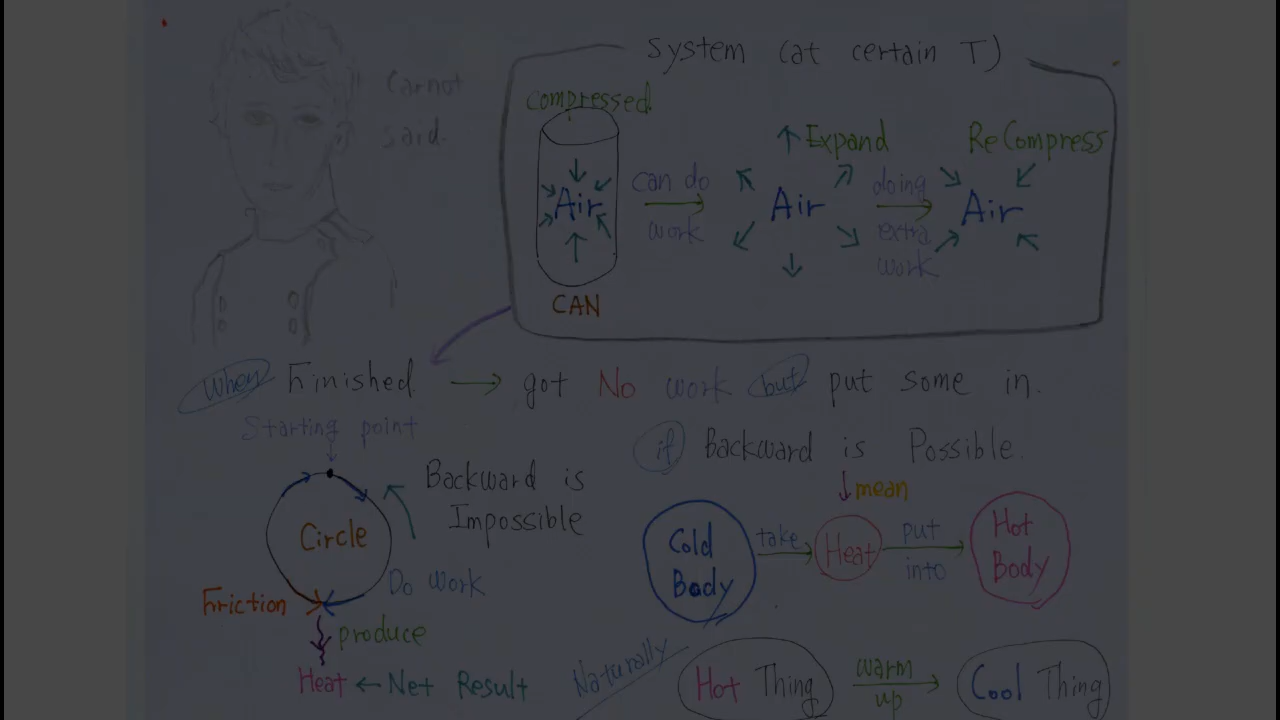 Carnot
said.
System (at certain T)
Compressed
Air
CAN
can do
work
↑ Expand
Air
doing
extra
work
ReCompress
Air
When Finished → got No work but put some in.
Starting point
Circle
Backward is
Impossible
Do work
Friction
produce
Heat ← Net Result
if Backward is Possible.
mean
Cold
Body
take
Heat
put
into
Hot
Body
Naturally
Hot Thing
warm
up
Cool Thing